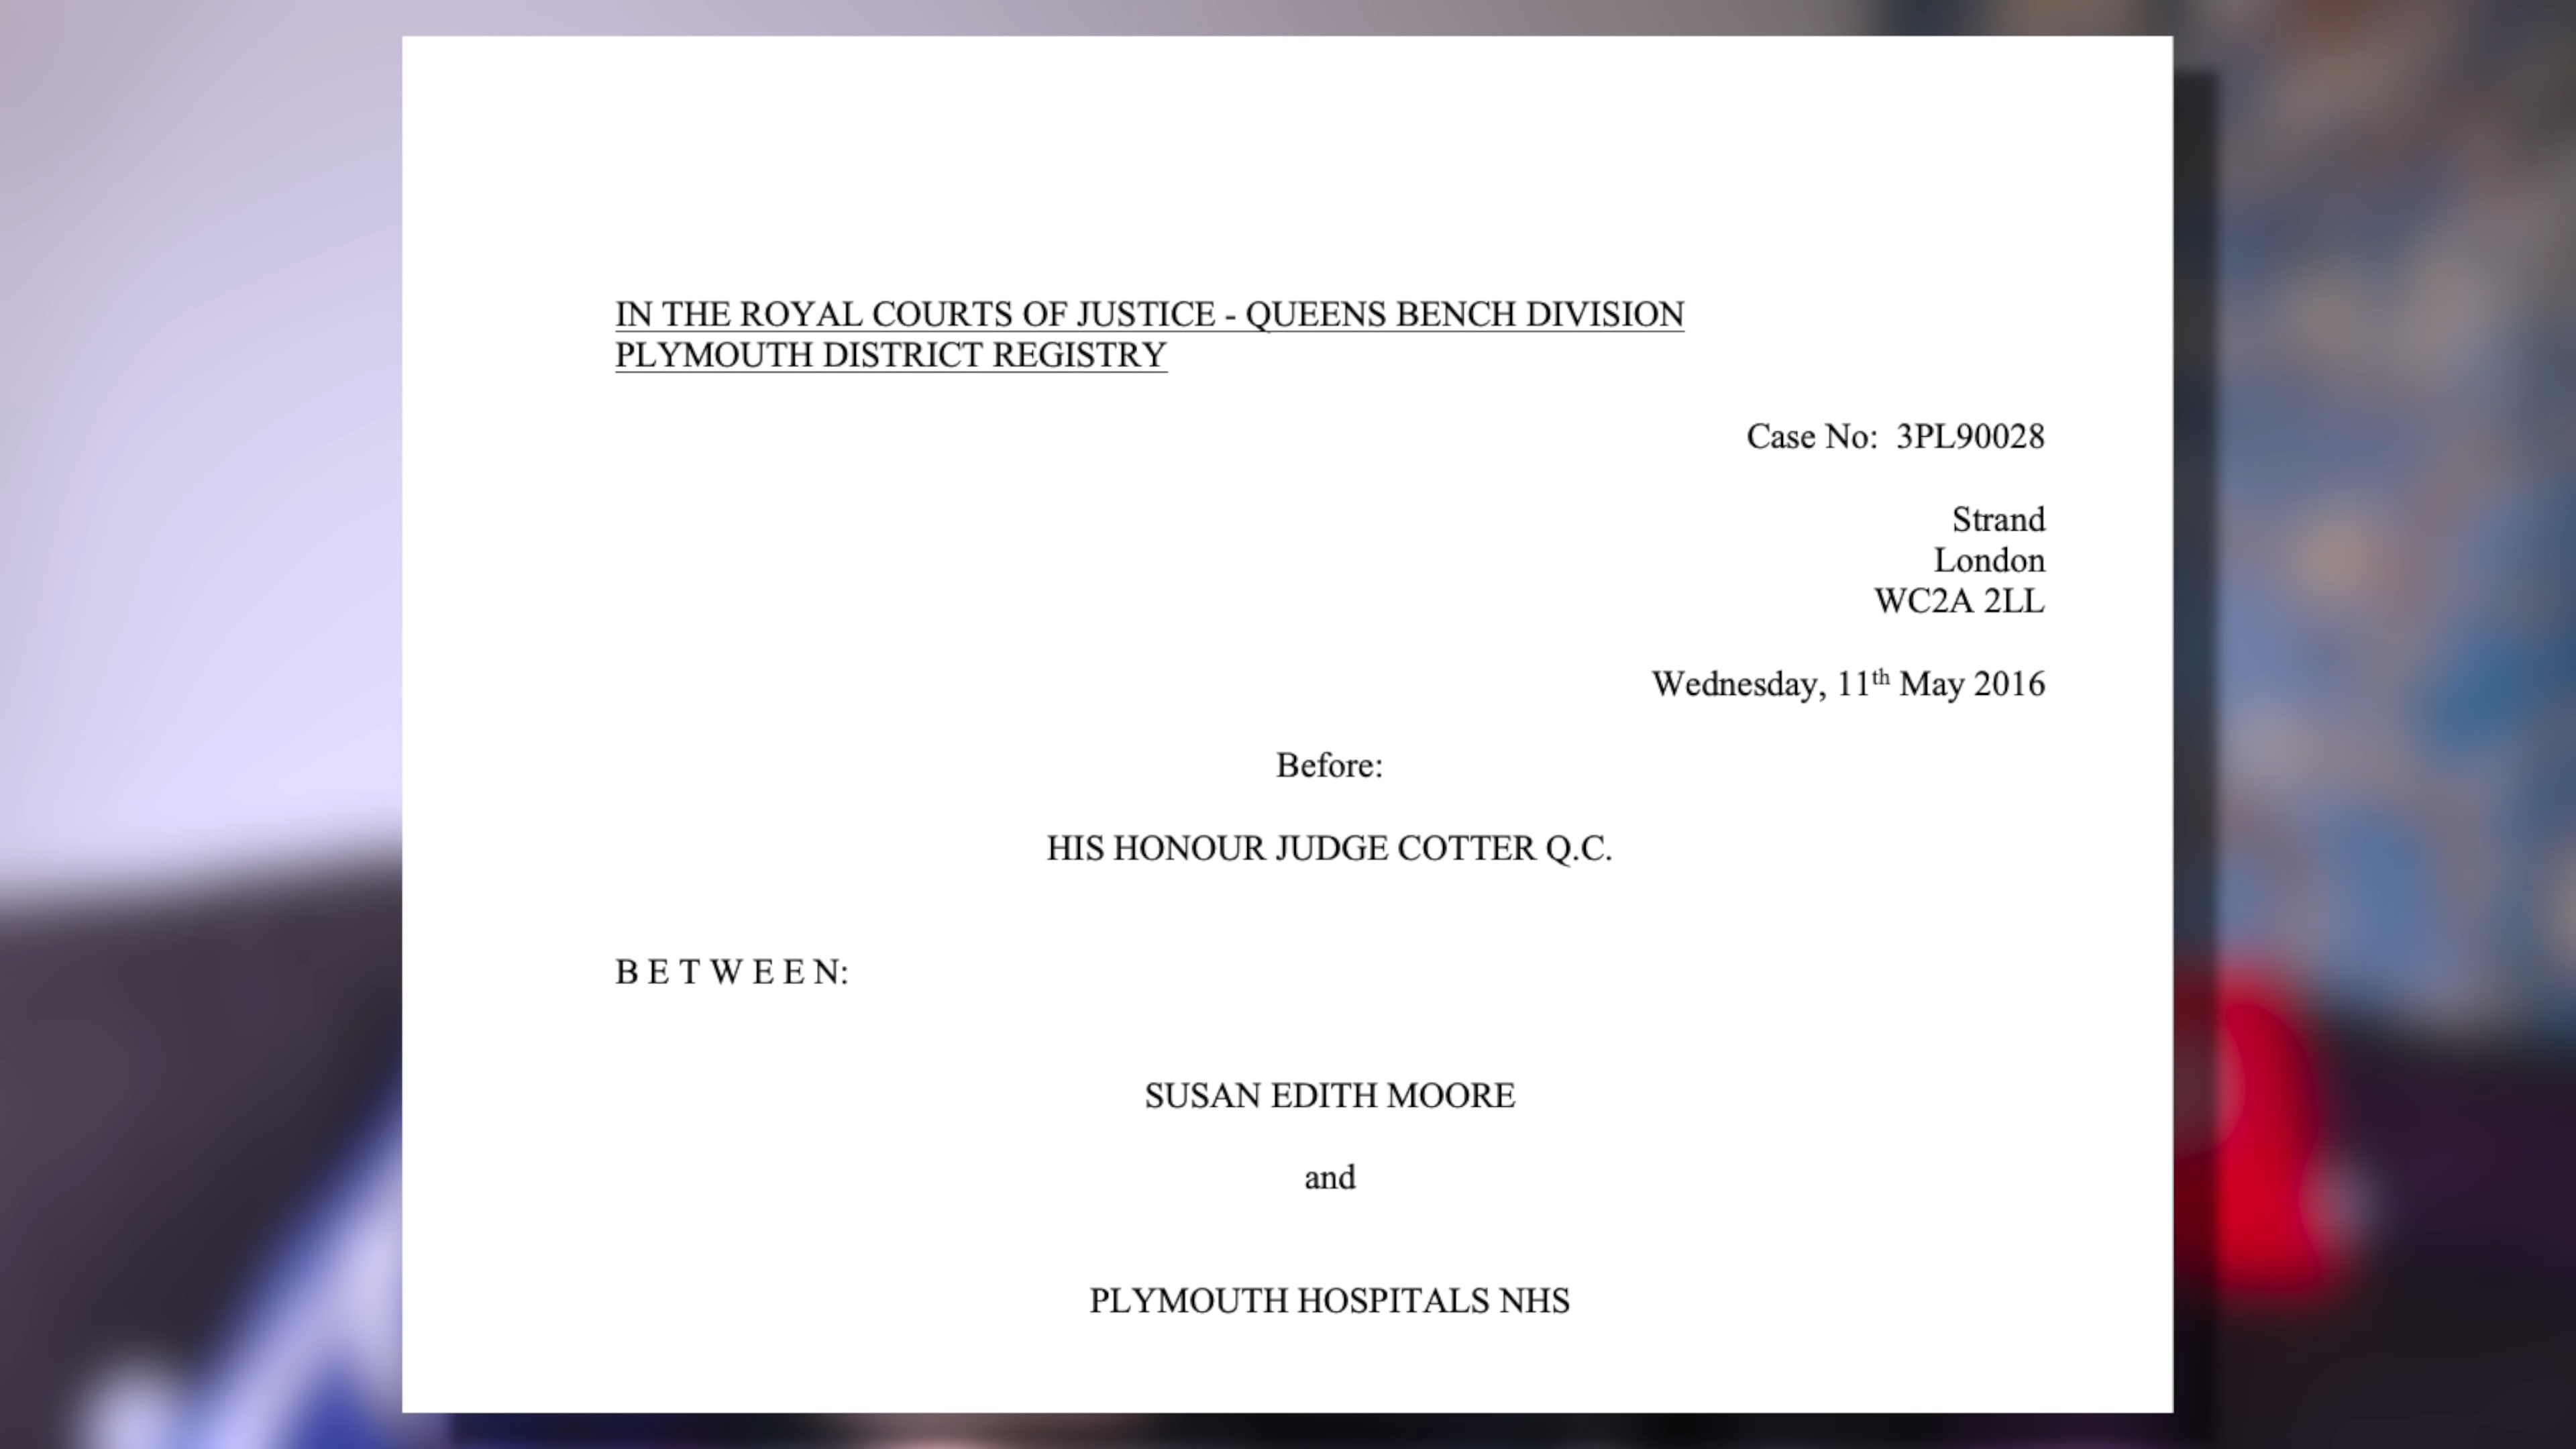 IN THE ROYAL COURTS OF JUSTICE - QUEENS BENCH DIVISION
PLYMOUTH DISTRICT REGISTRY
Case No: 3PL90028
Strand
London
WC2A 2LL
Wednesday, 11th May 2016
Before:
HIS HONOUR JUDGE COTTER Q.C.
B E T W E E N:
SUSAN EDITH MOORE
and
PLYMOUTH HOSPITALS NHS